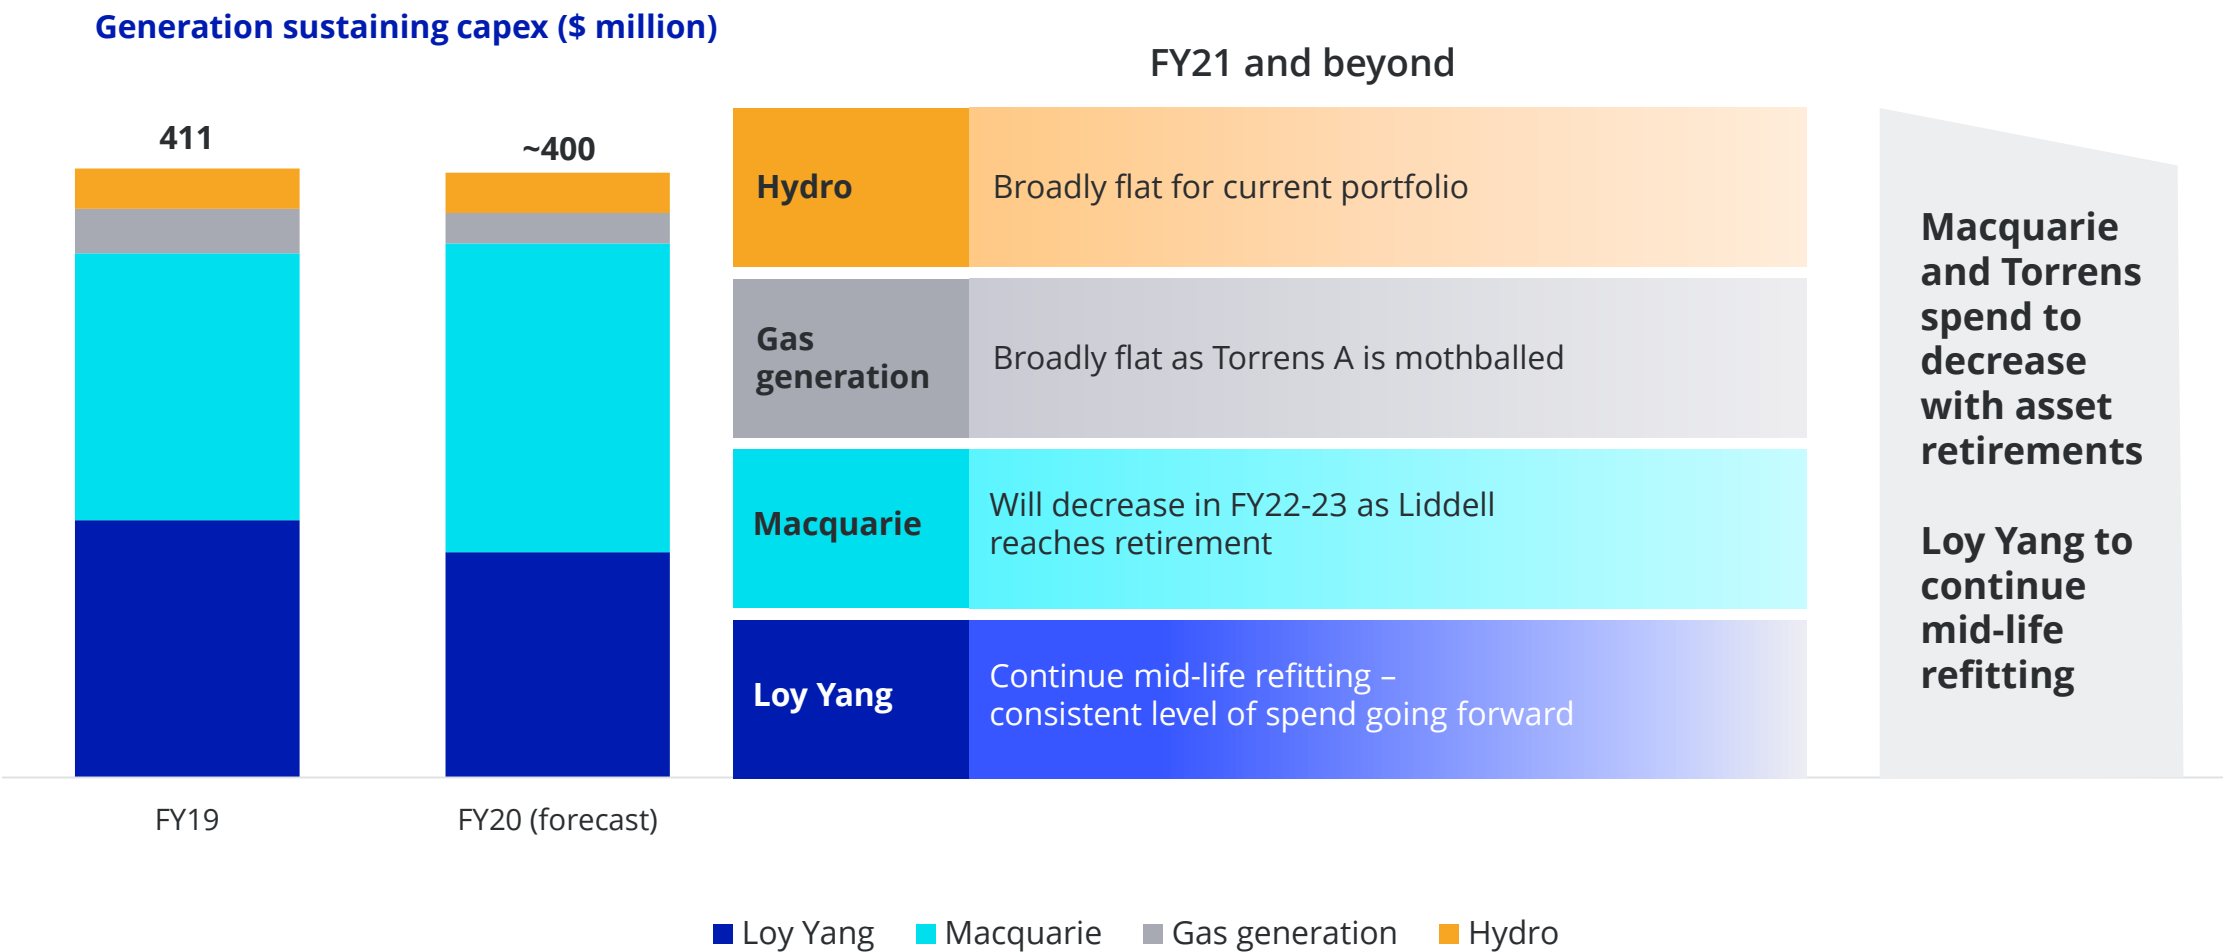 Generation sustaining capex ($ million)
411
~400
FY19
FY20 (forecast)
FY21 and beyond
Hydro
Broadly flat for current portfolio
Gas
generation
Broadly flat as Torrens A is mothballed
Macquarie
Will decrease in FY22-23 as Liddell
reaches retirement
Loy Yang
Continue mid-life refitting –
consistent level of spend going forward
Macquarie
and Torrens
spend to
decrease
with asset
retirements
Loy Yang to
continue
mid-life
refitting
Loy Yang
Macquarie
Gas generation
Hydro